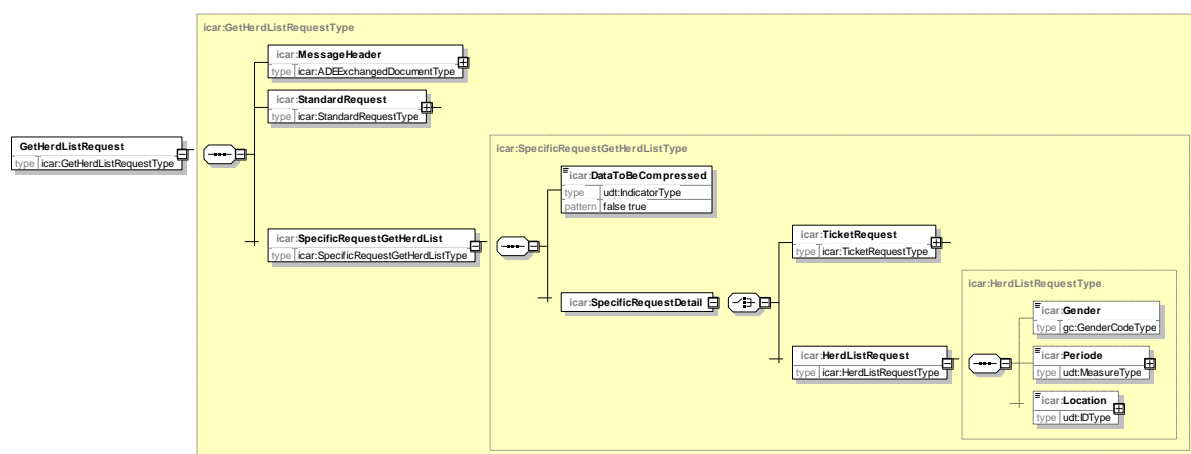 icar:GetHerdListRequestType
icar:MessageHeader
type icar:ADEExchangedDocumentType
icar:StandardRequest
type icar:StandardRequestType
GetHerdListRequest
type icar:GetHerdListRequestType
icar:SpecificRequestGetHerdListType
icar:DataToBeCompressed
type udt:IndicatorType
pattern false true
icar:SpecificRequestGetHerdList
type icar:SpecificRequestGetHerdListType
icar:TicketRequest
type icar:TicketRequestType
icar:SpecificRequestDetail
icar:HerdListRequestType
icar:Gender
type gc:GenderCodeType
icar:HerdListRequest
type icar:HerdListRequestType
icar:Periode
type udt:MeasureType
icar:Location
type udt:IDType